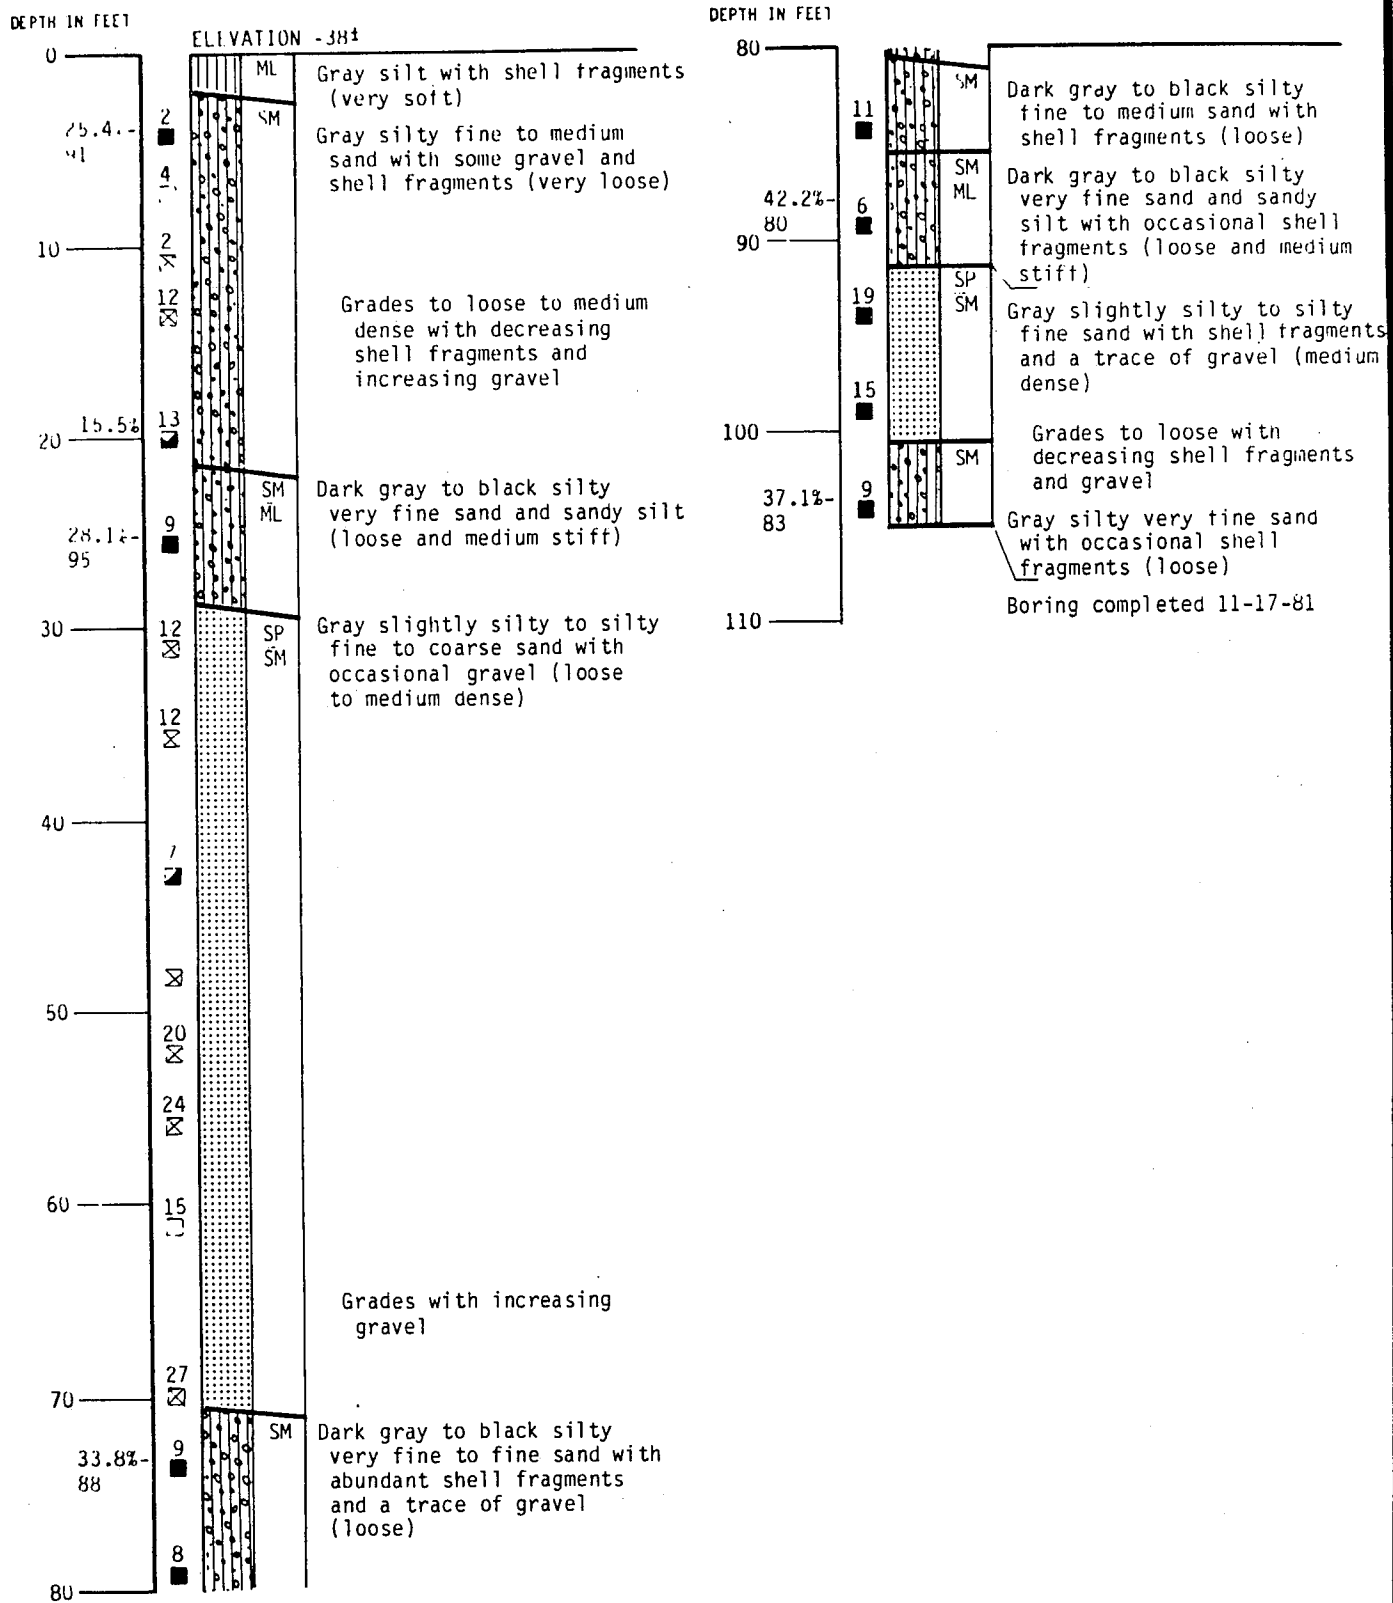 DEPTH IN FEET
ELEVATION -38±
0
ML
Gray silt with shell fragments
(very soft)
SM
Gray silty fine to medium
sand with some gravel and
shell fragments (very loose)
2
25.4
91
4
2
10
12
Grades to loose to medium
dense with decreasing
shell fragments and
increasing gravel
13
15.5%
20
SM
ML
Dark gray to black silty
very fine sand and sandy silt
(loose and medium stiff)
9
28.1%-
95
30
12
SP
SM
Gray slightly silty to silty
fine to coarse sand with
occasional gravel (loose
to medium dense)
12
40
7
50
20
24
60
15
Grades with increasing
gravel
27
70
SM
Dark gray to black silty
very fine to fine sand with
abundant shell fragments
and a trace of gravel
(loose)
9
33.8%-
88
8
80
DEPTH IN FEET
80
SM
Dark gray to black silty
fine to medium sand with
shell fragments (loose)
11
SM
ML
Dark gray to black silty
very fine sand and sandy
silt with occasional shell
fragments (loose and medium
stiff)
42.2%-
80
6
90
SP
SM
Gray slightly silty to silty
fine sand with shell fragments
and a trace of gravel (medium
dense)
19
15
100
Grades to loose with
decreasing shell fragments
and gravel
SM
37.1%-
83
9
Gray silty very fine sand
with occasional shell
fragments (loose)
Boring completed 11-17-81
110